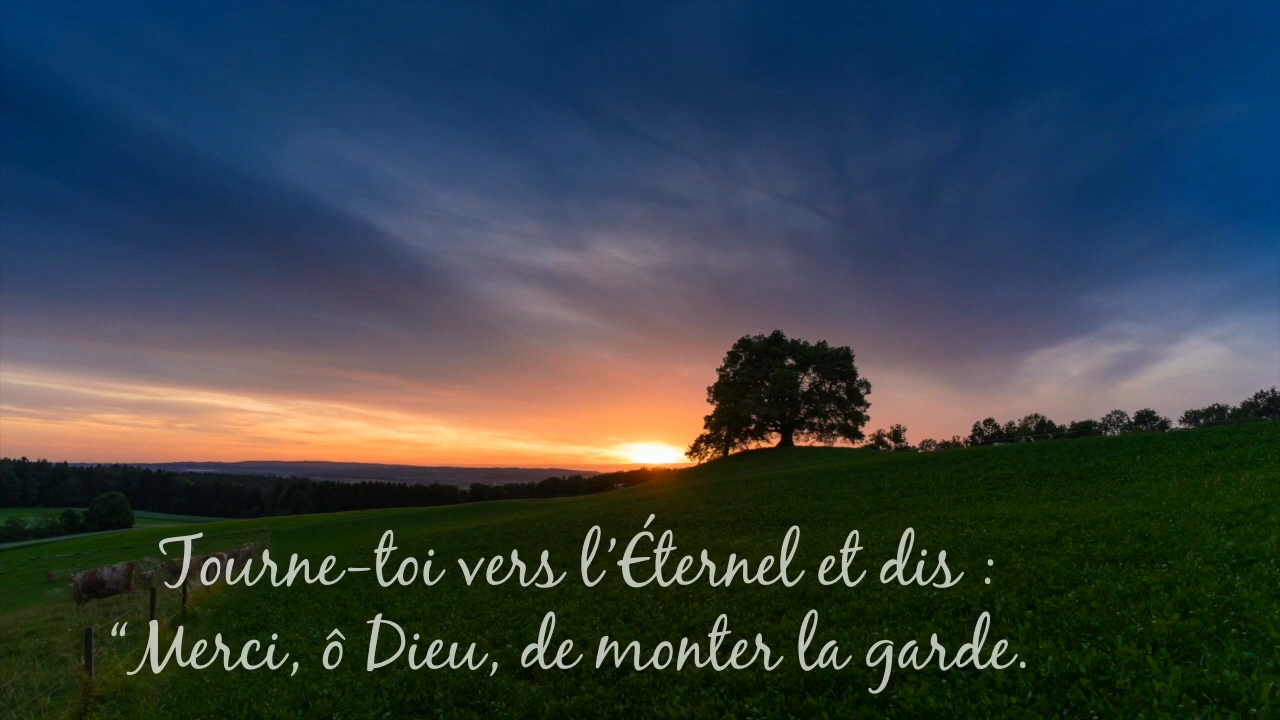 Tourne-toi vers l'Éternel et dis :
“Merci, ô Dieu, de monter la garde.